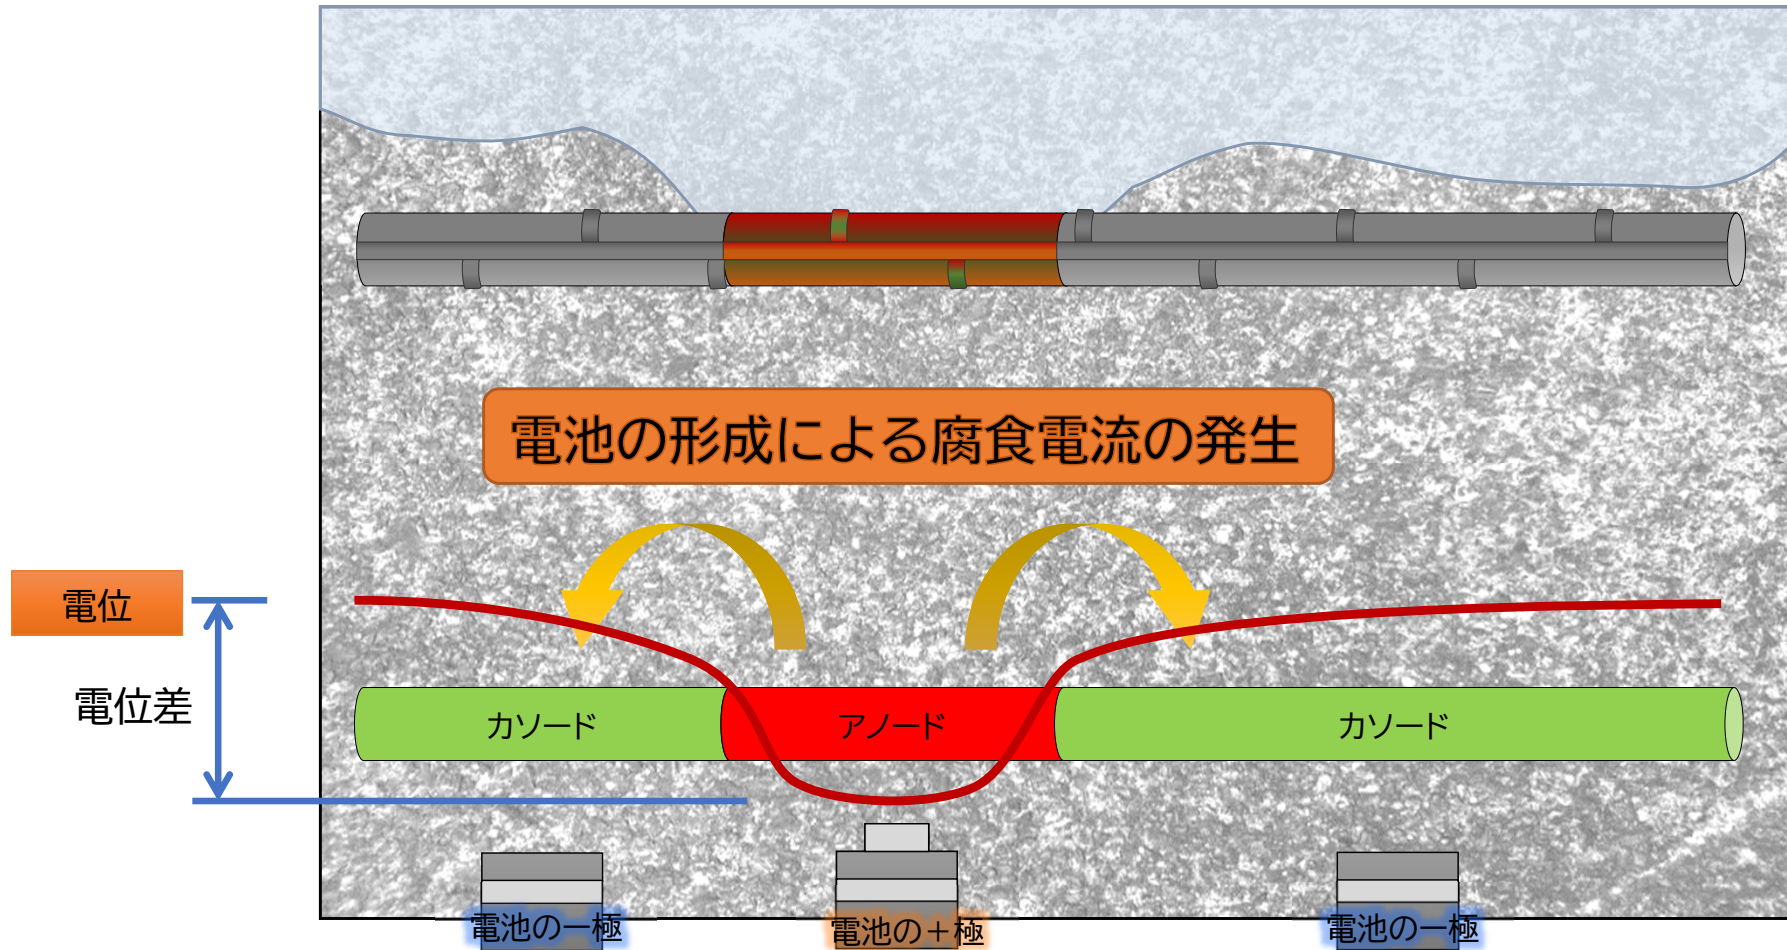 電池の形成による腐食電流の発生
電位
電位差
カソード
アノード
カソード
電池の一極
電池の＋極
電池の一極